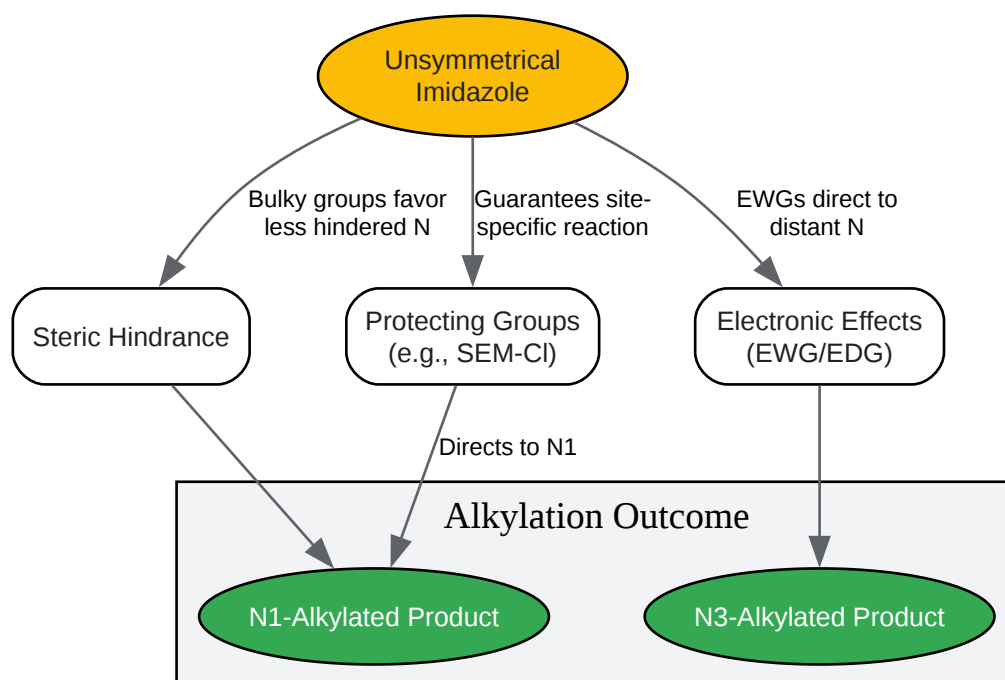 Unsymmetrical
Imidazole
Bulky groups favor
less hindered N
Guarantees site-
specific reaction
EWGs direct to
distant N
Steric Hindrance
Protecting Groups
(e.g., SEM-Cl)
Electronic Effects
(EWG/EDG)
Directs to N1
Alkylation Outcome
N1-Alkylated Product
N3-Alkylated Product